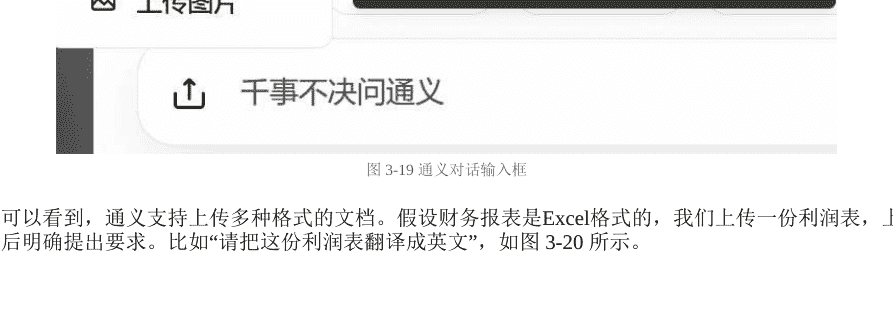 上传图片
千事不决问通义
图 3-19 通义对话输入框
可以看到，通义支持上传多种格式的文档。假设财务报表是Excel格式的，我们上传一份利润表，
后明确提出要求。比如“请把这份利润表翻译成英文”，如图 3-20 所示。